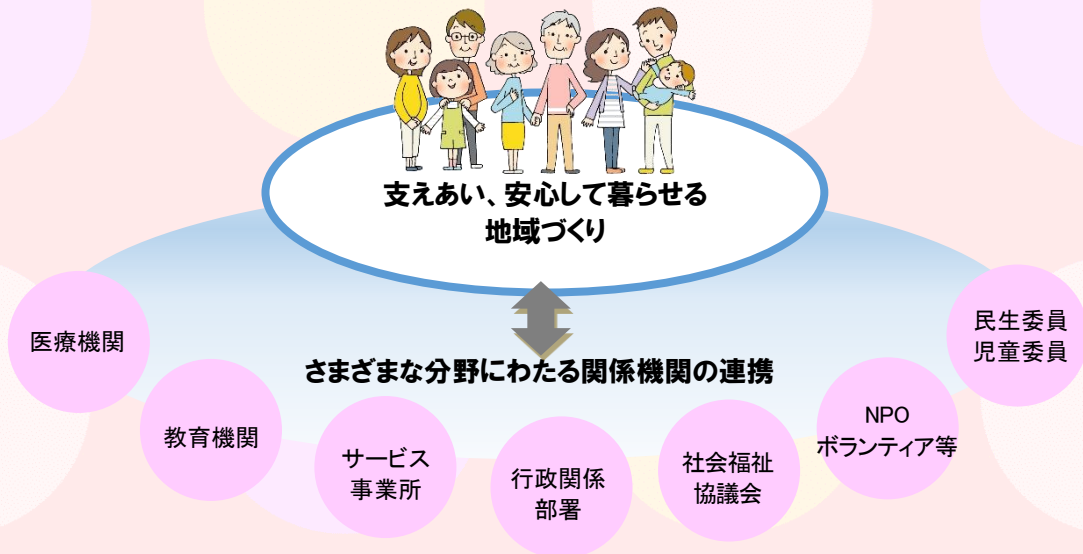 支えあい、安心して暮らせる
地域づくり
さまざまな分野にわたる関係機関の連携
医療機関
教育機関
サービス
事業所
行政関係
部署
社会福祉
協議会
NPO
ボランティア等
民生委員
児童委員